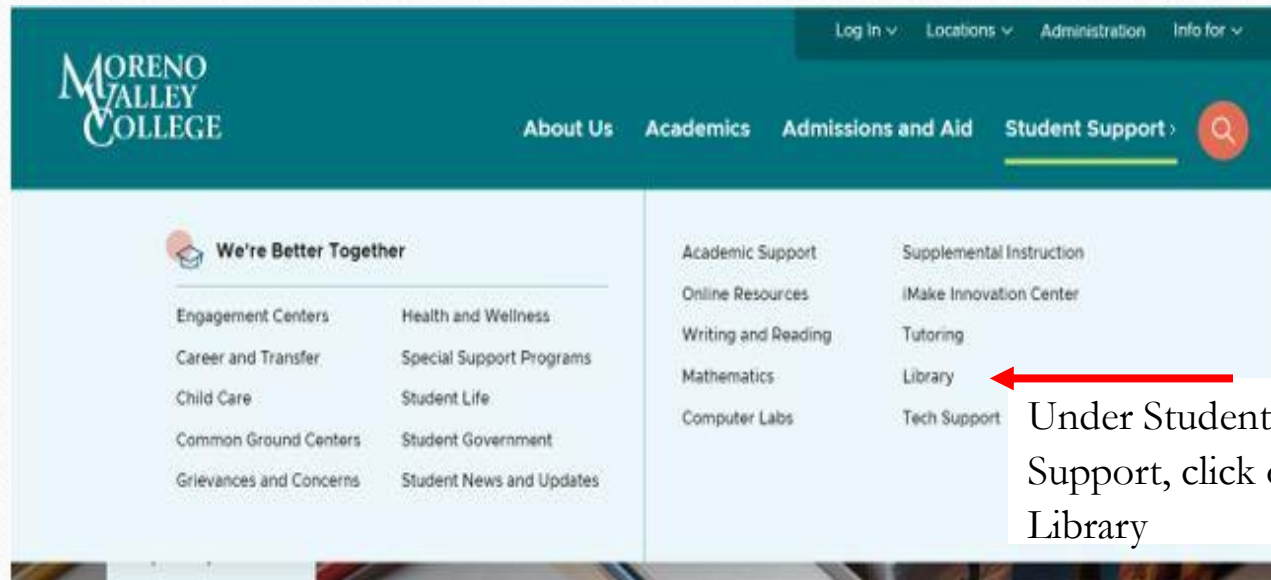 Log In Locations Administration Info for
MORENO
VALLEY
COLLEGE
About Us Academics Admissions and Aid Student Support
We're Better Together
Engagement Centers Health and Wellness
Career and Transfer Special Support Programs
Child Care Student Life
Common Ground Centers Student Government
Grievances and Concerns Student News and Updates
Academic Support Supplemental Instruction
Online Resources iMake Innovation Center
Writing and Reading Tutoring
Mathematics Library
Computer Labs Tech Support
Under Student
Support, click
Library